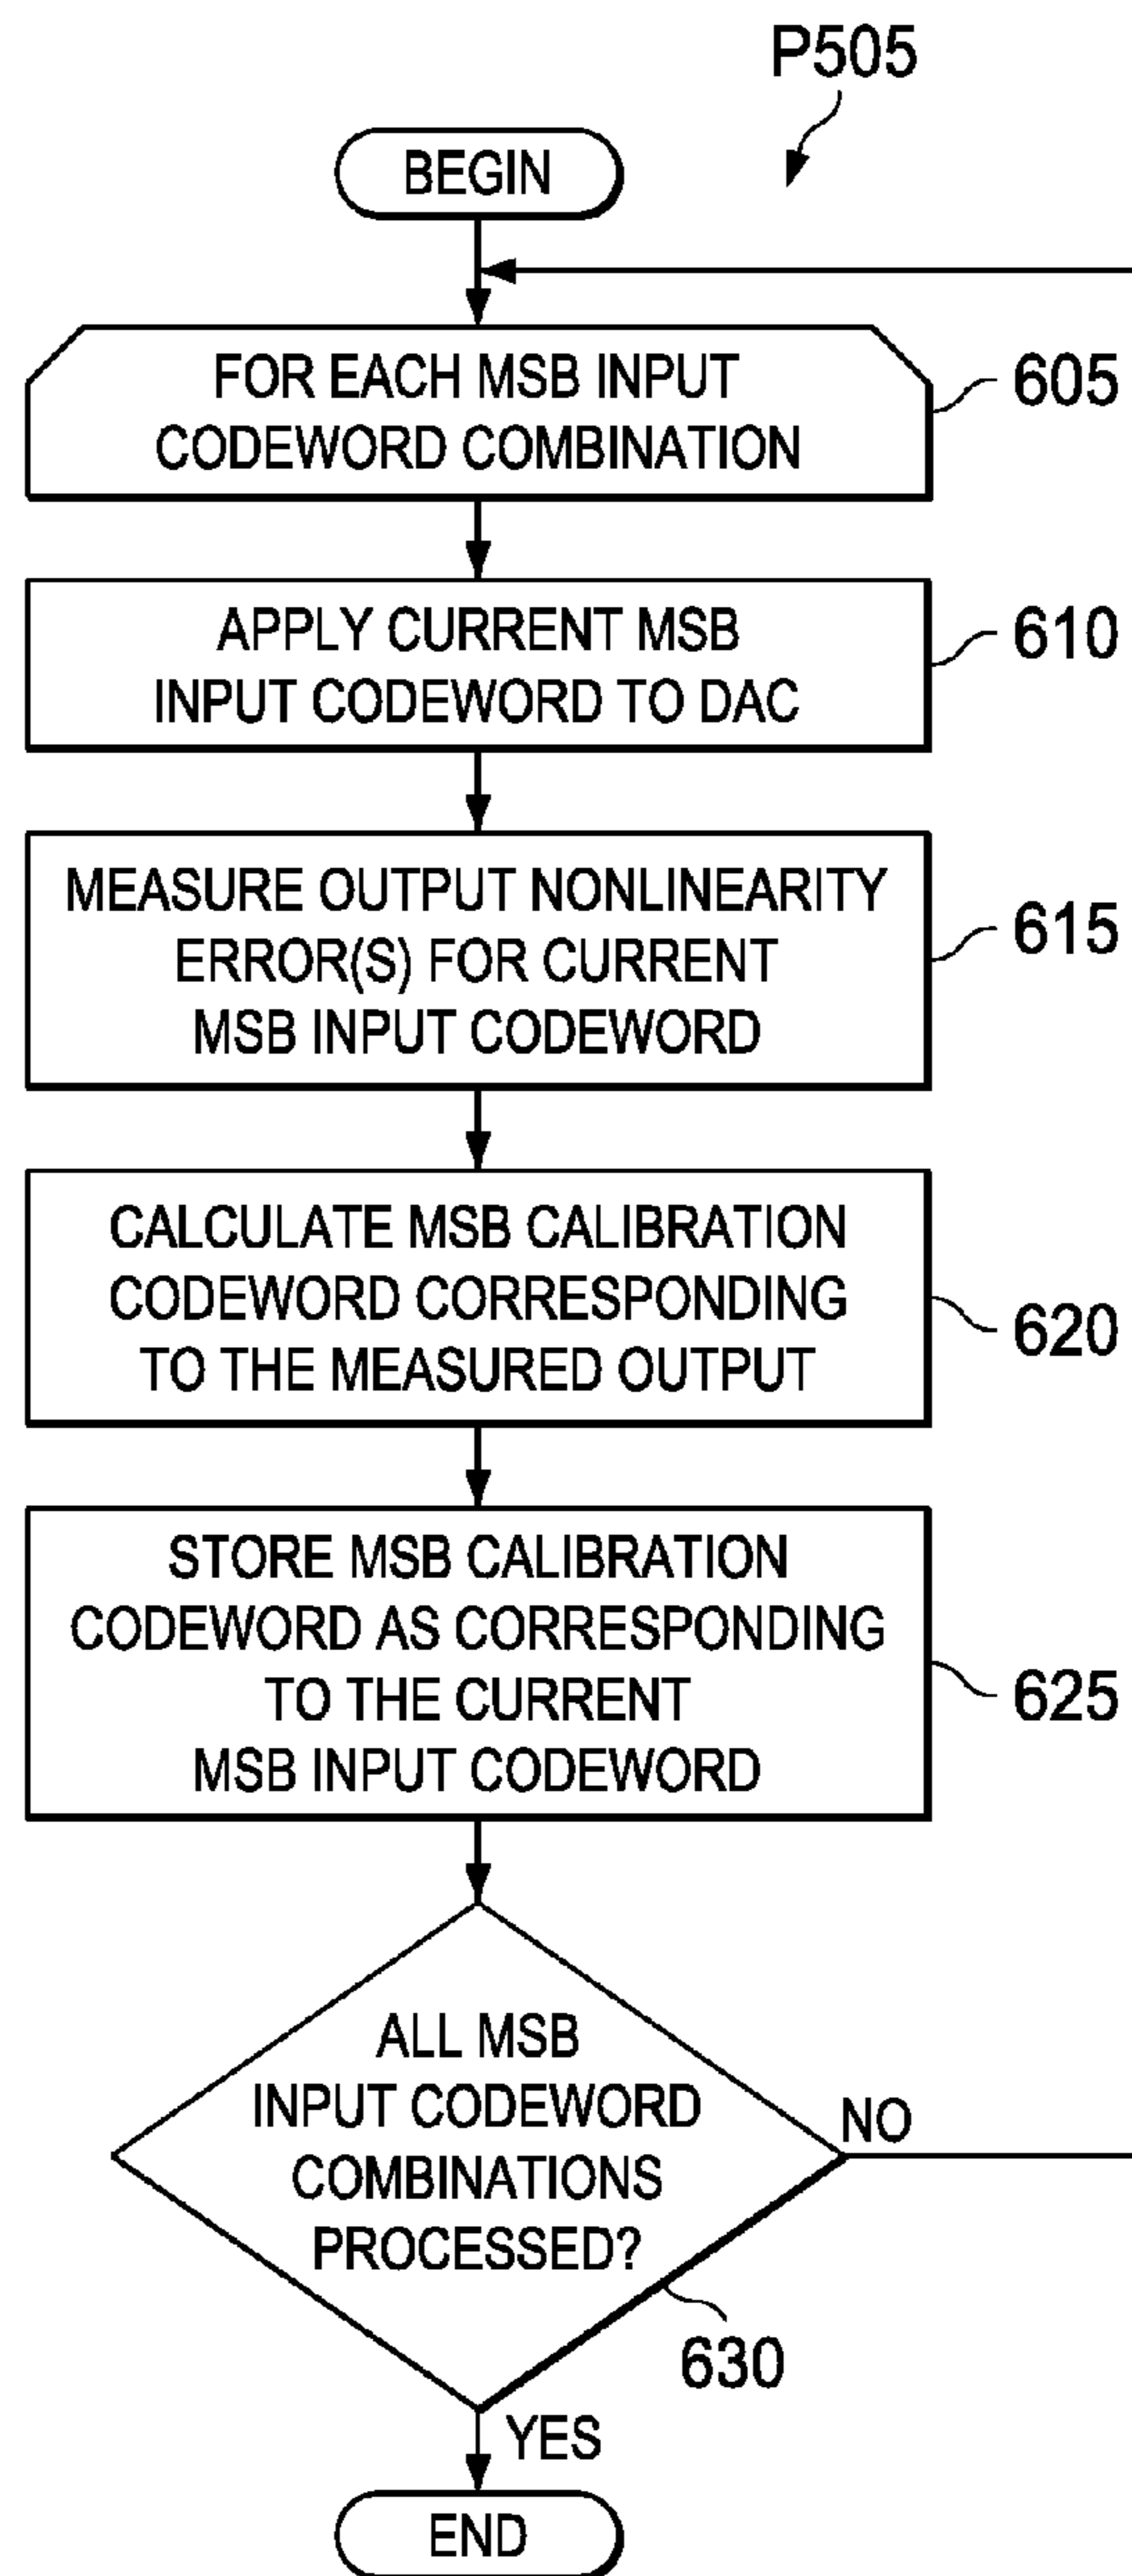 P505
BEGIN
FOR EACH MSB INPUT
CODEWORD COMBINATION
605
APPLY CURRENT MSB
INPUT CODEWORD TO DAC
610
MEASURE OUTPUT NONLINEARITY
ERROR(S) FOR CURRENT
MSB INPUT CODEWORD
615
CALCULATE MSB CALIBRATION
CODEWORD CORRESPONDING
TO THE MEASURED OUTPUT
620
STORE MSB CALIBRATION
CODEWORD AS CORRESPONDING
TO THE CURRENT
MSB INPUT CODEWORD
625
ALL MSB
INPUT CODEWORD
COMBINATIONS
PROCESSED?
NO
630
YES
END